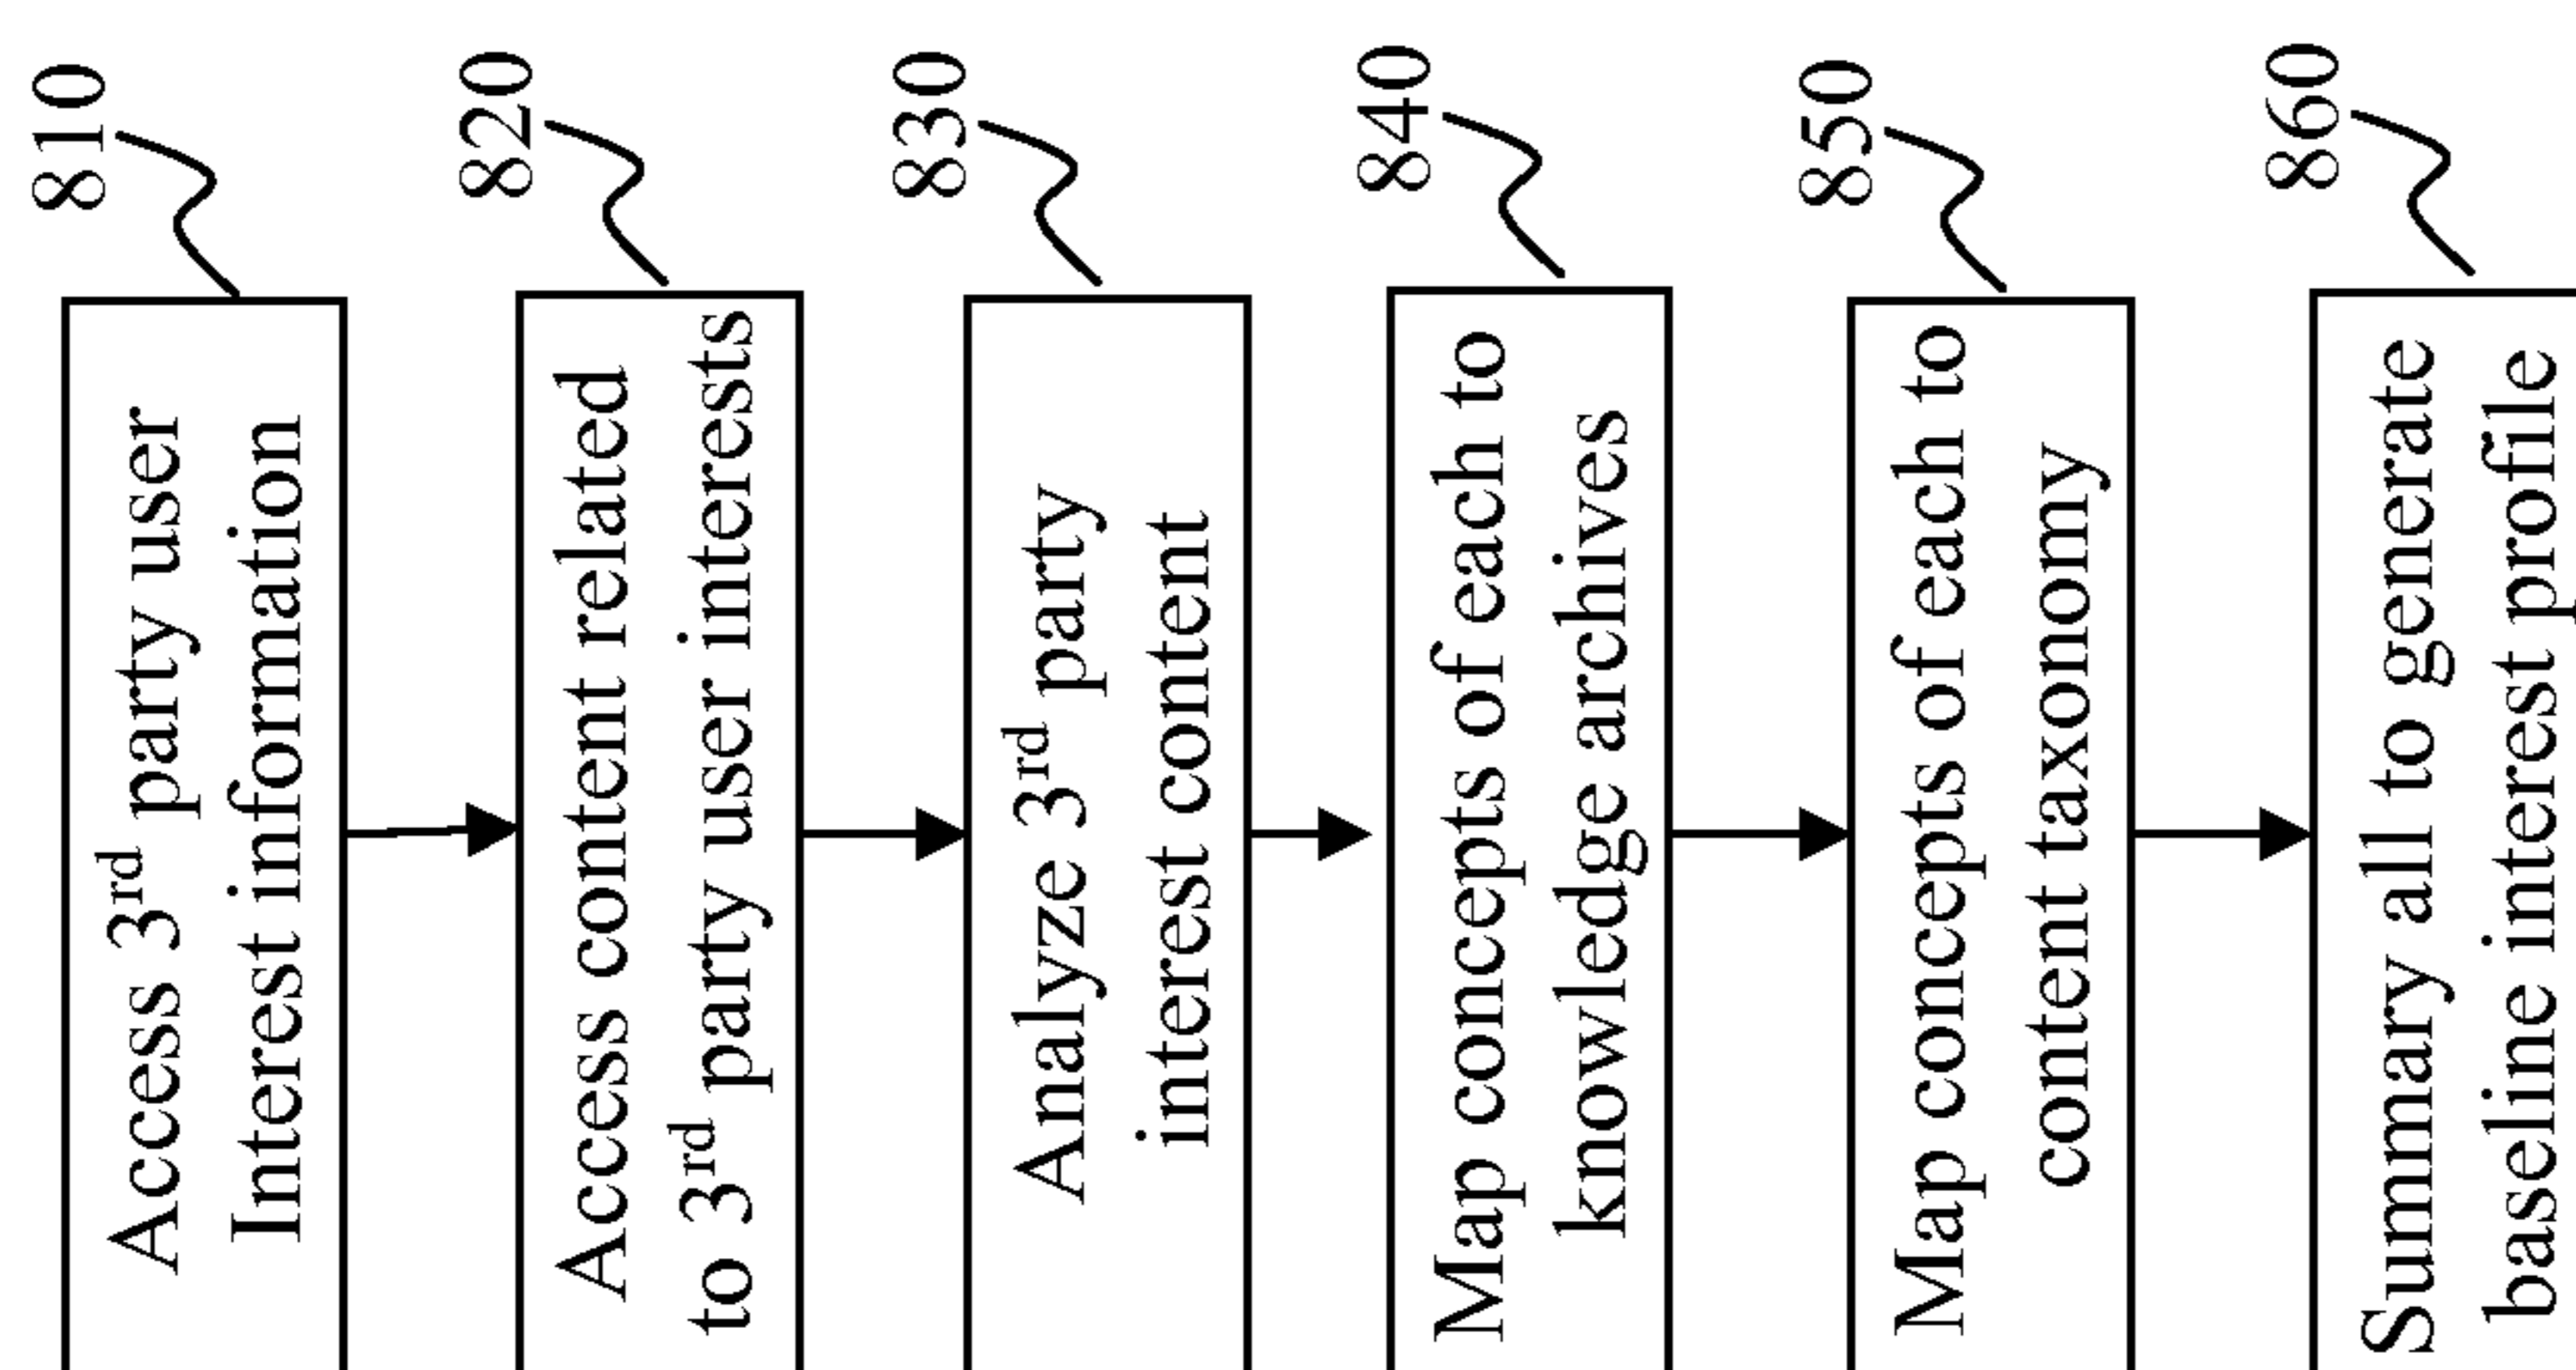 810
Access 3rd party user
Interest information
820
Access content related
to 3rd party user interests
830
Analyze 3rd party
interest content
840
Map concepts of each to
knowledge archives
850
Map concepts of each to
content taxonomy
860
Summary all to generate
baseline interest profile